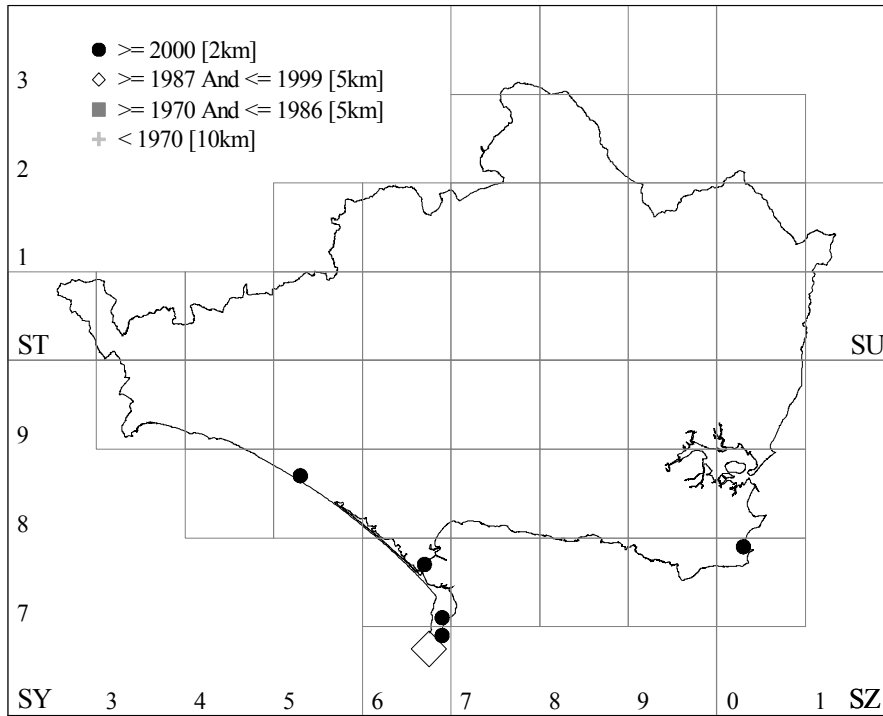 >= 2000 [2km]
>= 1987 And <= 1999 [5km]
>= 1970 And <= 1986 [5km]
< 1970 [10km]
3
2
1
ST SU
9
8
7
SY 3 4 5 6 7 8 9 0 1 SZ